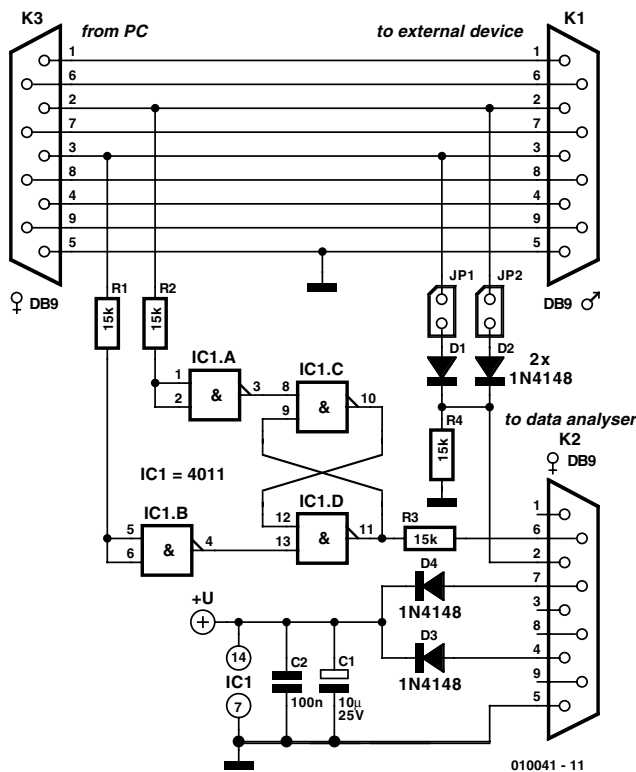 K3
from PC
to external device
K1
1
1
6
6
2
2
7
7
3
3
8
8
4
4
9
9
5
5
♀ DB9
R1
15k
R2
15k
JP1
JP2
DB9 ♂
D1
D2
2x
1N4148
IC1.A
1
2
&
3
IC1.C
8
9
&
10
R4
15k
to data analyser
K2
♀ DB9
IC1 = 4011
IC1.B
5
6
&
4
IC1.D
12
13
&
11
R3
15k
1
6
2
7
3
8
4
9
5
D4
1N4148
D3
1N4148
+U
14
IC1
7
C2
100n
C1
10µ
25V
010041 - 11